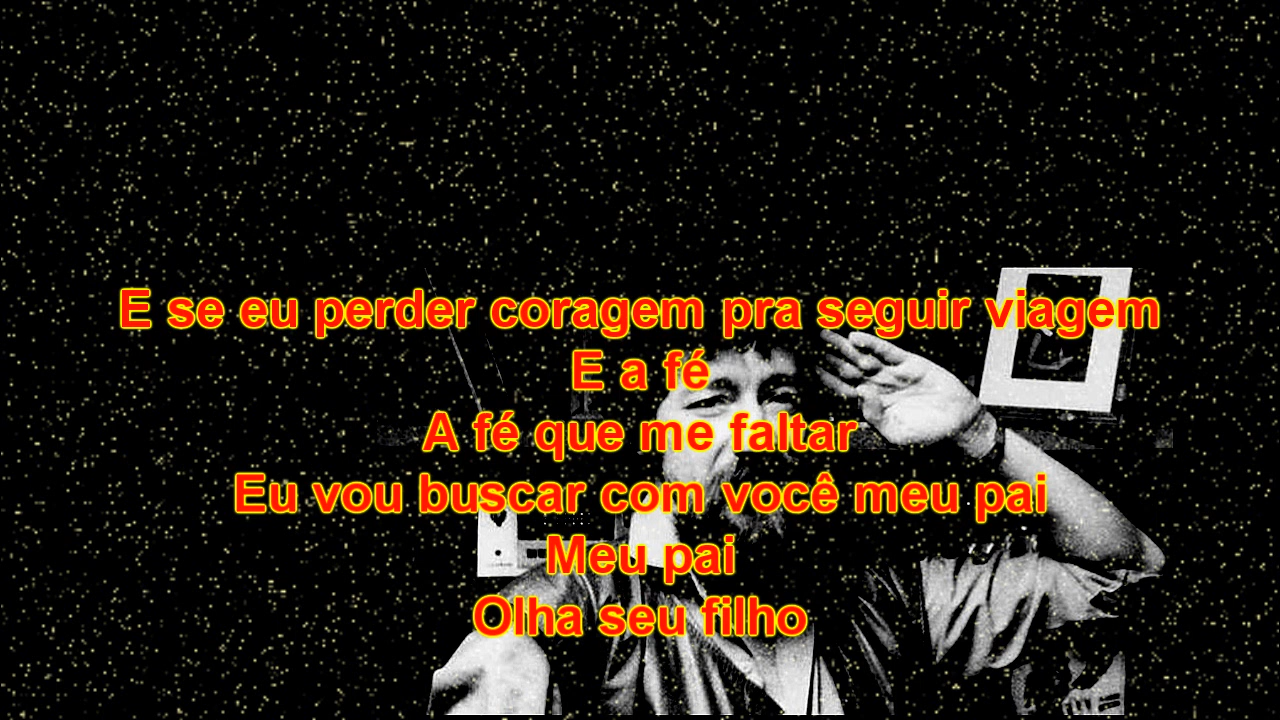 E se eu perder coragem pra seguir viagem
E a fé
A fé que me faltar
Eu vou buscar com você meu pai
Meu pai
Olha seu filho